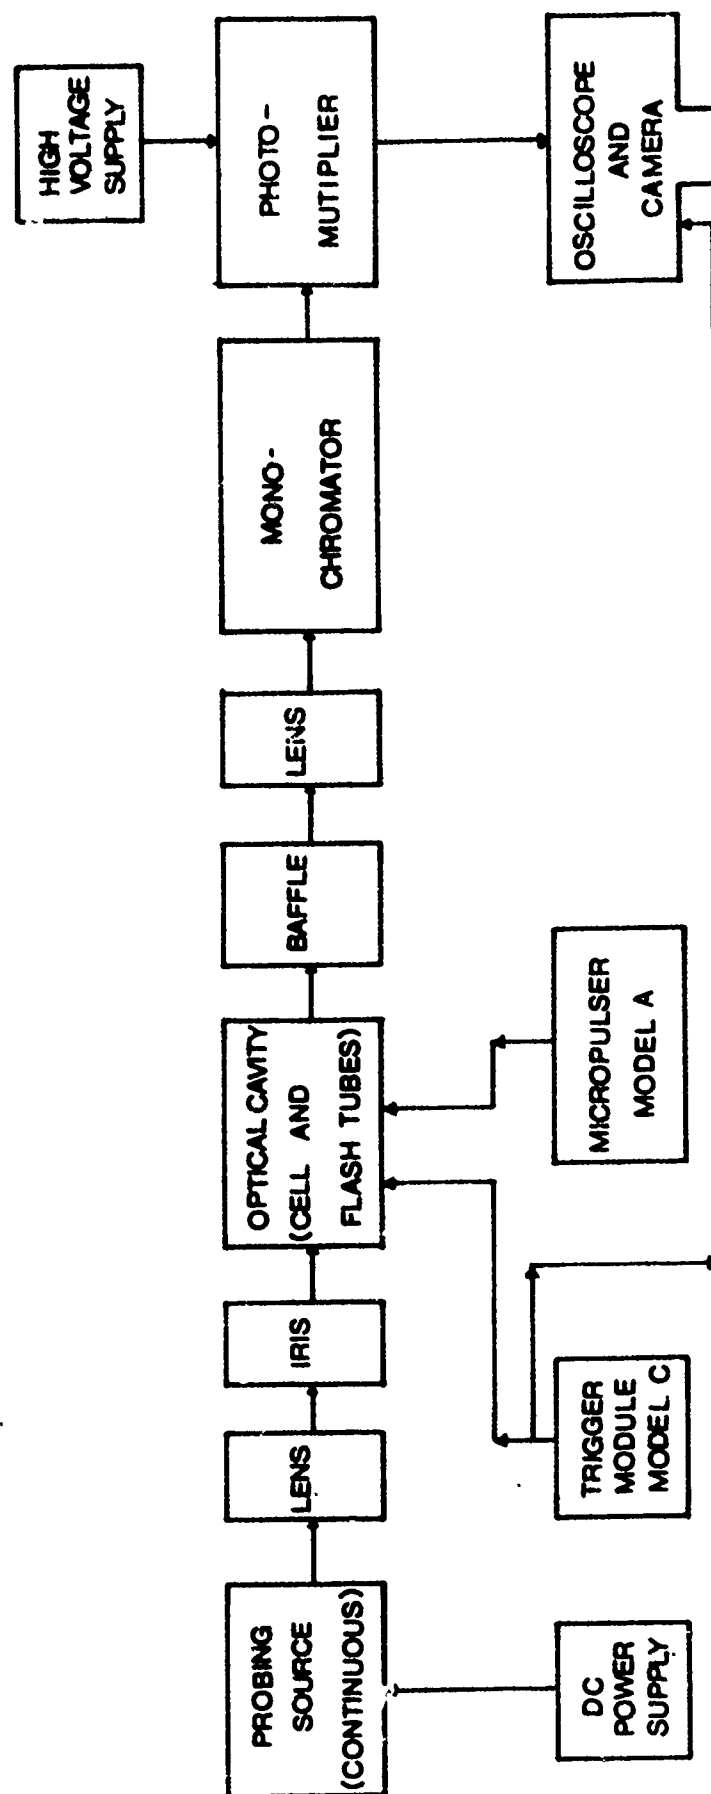 HIGH
VOLTAGE
SUPPLY
PHOTO-
MUTIPLIER
OSCILLOSCOPE
AND
CAMERA
MONO-
CHROMATOR
LENS
BAFFLE
OPTICAL CAVITY
(CELL AND
FLASH TUBES)
MICROPULSER
MODEL A
IRIS
LENS
TRIGGER
MODULE
MODEL C
PROBING
SOURCE
(CONTINUOUS)
DC
POWER
SUPPLY